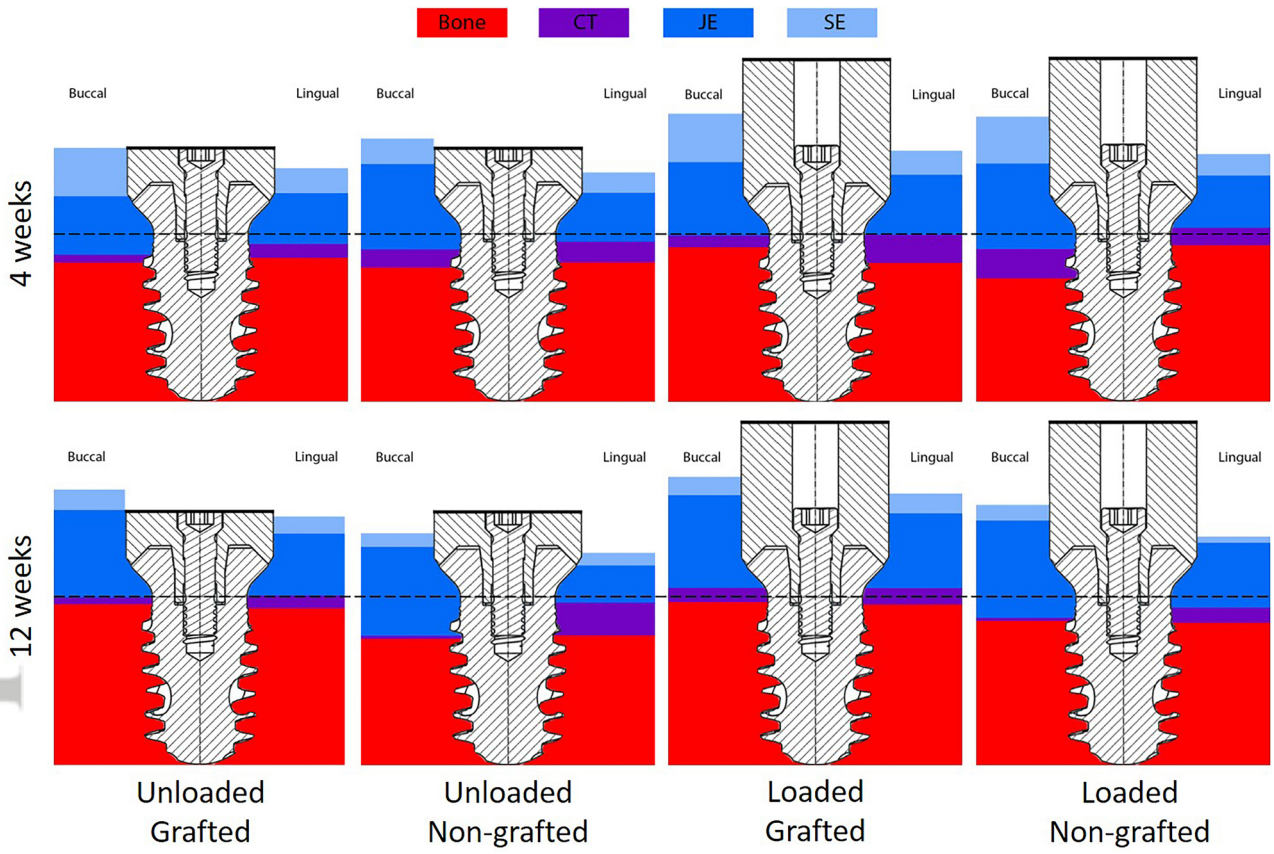 Bone CT JE SE
Buccal Lingual Buccal Lingual Buccal Lingual Buccal Lingual
4 weeks
Buccal Lingual Buccal Lingual Buccal Lingual Buccal Lingual
12 weeks
Unloaded Unloaded Loaded Loaded
Grafted Non-grafted Grafted Non-grafted